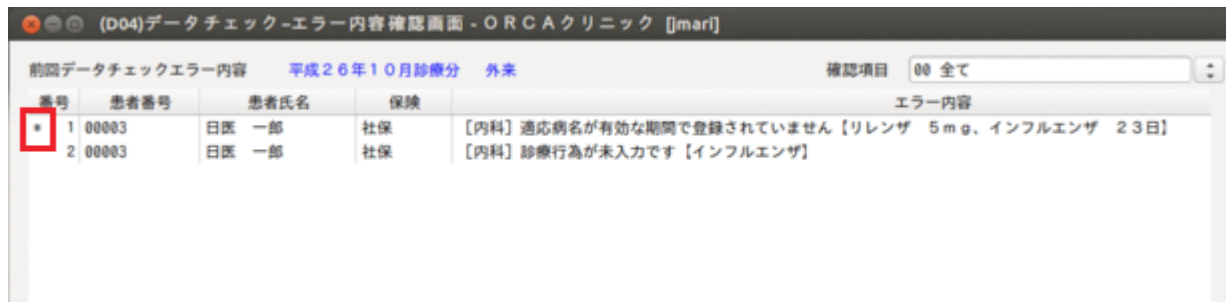 (D04)データチェック-エラー内容確認画面 - ORCAクリニック [jmari]
前回データチェックエラー内容 平成26年10月診療分 外来 確認項目 00 全て
番号 患者番号 患者氏名 保険 エラー内容
* 1 00003 日医 一郎 社保 [内科] 適応病名が有効な期間で登録されていません【リレンザ 5mg、インフルエンザ 23日】
2 00003 日医 一郎 社保 [内科] 診療行為が未入力です【インフルエンザ】